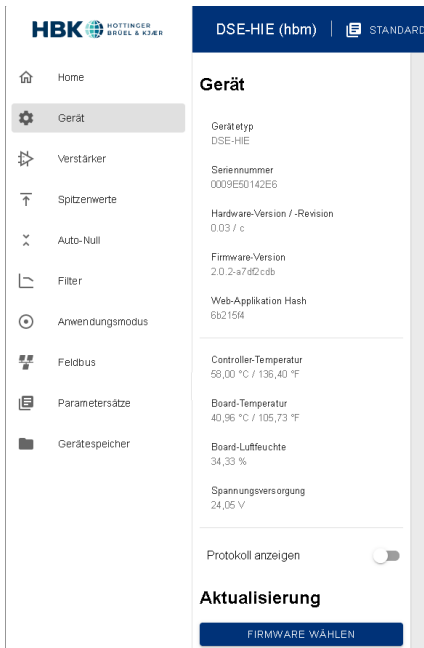 HBK HOTTINGER
BRÜEL & KJÆR
DSE-HIE (hbm)
STANDARD
Home
Gerät
Verstärker
Spitzenwerte
Auto-Null
Filter
Anwendungsmodus
Feldbus
Parametersätze
Gerätespeicher
Gerät
Gerätetyp
DSE-HIE
Seriennummer
0009E50142E6
Hardware-Version / -Revision
0.03 / c
Firmware-Version
2.0.2-a7df2cdb
Web-Applikation Hash
6b215f4
Controller-Temperatur
58,00 °C / 136,40 °F
Board-Temperatur
40,96 °C / 105,73 °F
Board-Luftfeuchte
34,33 %
Spannungsversorgung
24,05 V
Protokoll anzeigen
Aktualisierung
FIRMWARE WÄHLEN